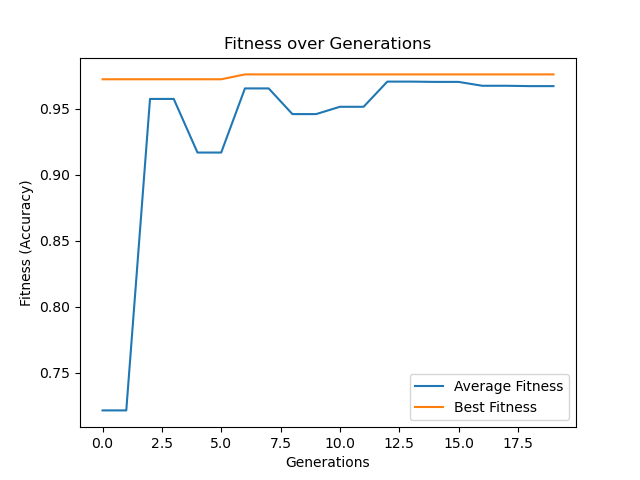 Fitness over Generations
Fitness (Accuracy)
0.95
0.90
0.85
0.80
0.75
Average Fitness
Best Fitness
0.0 2.5 5.0 7.5 10.0 12.5 15.0 17.5
Generations